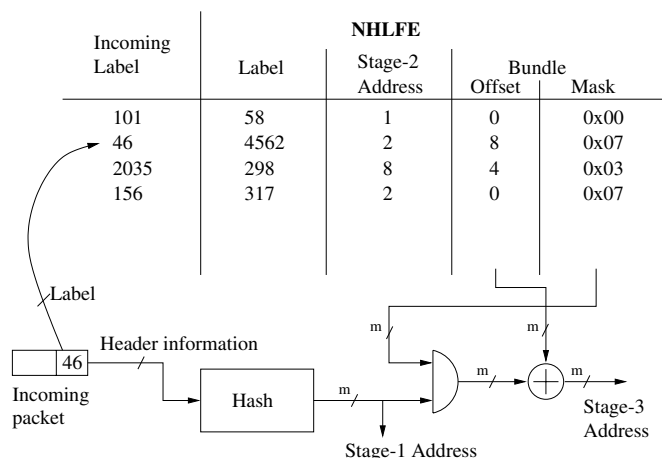 NHLFE
Incoming Label
Label
Stage-2 Address
Bundle
Offset
Mask
101 58 1 0 0x00
46 4562 2 8 0x07
2035 298 8 4 0x03
156 317 2 0 0x07
Label
m
m
46
Header information
Incoming packet
Hash
m
m
m
Stage-1 Address
Stage-3 Address